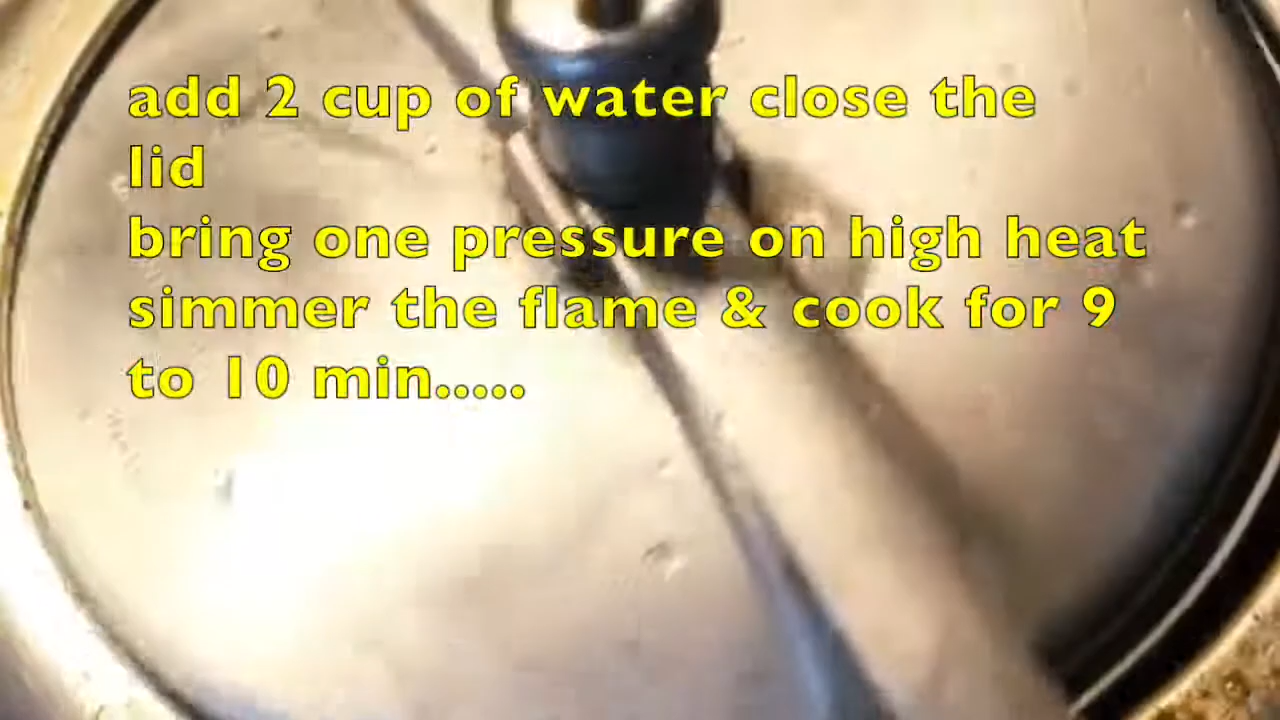 add 2 cup of water close the
lid
bring one pressure on high heat
simmer the flame & cook for 9
to 10 min.....